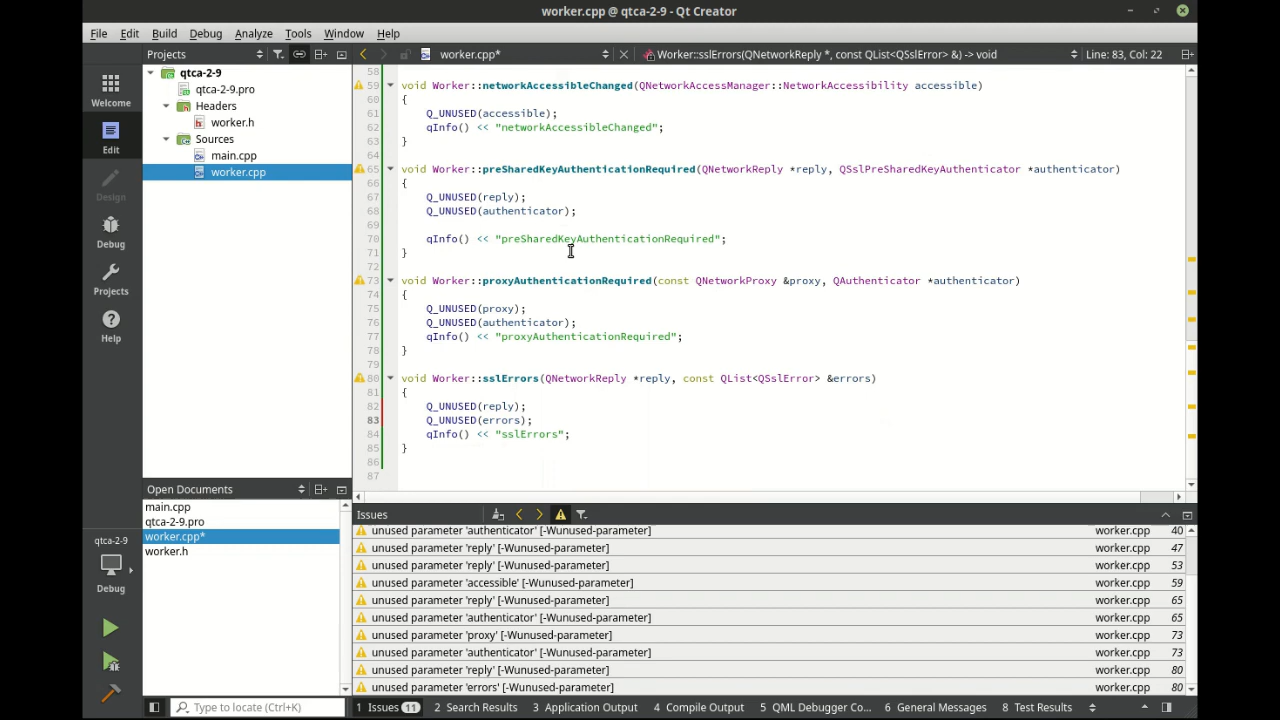 worker.cpp @ qtca-2-9 - Qt Creator
File Edit Build Debug Analyze Tools Window Help
Projects
worker.cpp*
Worker::sslErrors(QNetworkReply *, const QList<QSslError> &) -> void
Line: 83, Col: 22
Welcome
Edit
Design
Debug
Projects
Help
qtca-2-9
Debug
qtca-2-9
qtca-2-9.pro
Headers
worker.h
Sources
main.cpp
worker.cpp
Open Documents
main.cpp
qtca-2-9.pro
worker.cpp*
worker.h
58
59 void Worker::networkAccessibleChanged(QNetworkAccessManager::NetworkAccessibility accessible)
60 {
61 Q_UNUSED(accessible);
62 qInfo() << "networkAccessibleChanged";
63 }
64
65 void Worker::preSharedKeyAuthenticationRequired(QNetworkReply *reply, QSslPreSharedKeyAuthenticator *authenticator)
66 {
67 Q_UNUSED(reply);
68 Q_UNUSED(authenticator);
69
70 qInfo() << "preSharedKeyAuthenticationRequired";
71 }
72
73 void Worker::proxyAuthenticationRequired(const QNetworkProxy &proxy, QAuthenticator *authenticator)
74 {
75 Q_UNUSED(proxy);
76 Q_UNUSED(authenticator);
77 qInfo() << "proxyAuthenticationRequired";
78 }
79
80 void Worker::sslErrors(QNetworkReply *reply, const QList<QSslError> &errors)
81 {
82 Q_UNUSED(reply);
83 Q_UNUSED(errors);
84 qInfo() << "sslErrors";
85 }
86
87
Issues
unused parameter 'authenticator' [-Wunused-parameter] worker.cpp 40
unused parameter 'reply' [-Wunused-parameter] worker.cpp 47
unused parameter 'reply' [-Wunused-parameter] worker.cpp 53
unused parameter 'accessible' [-Wunused-parameter] worker.cpp 59
unused parameter 'reply' [-Wunused-parameter] worker.cpp 65
unused parameter 'authenticator' [-Wunused-parameter] worker.cpp 65
unused parameter 'proxy' [-Wunused-parameter] worker.cpp 73
unused parameter 'authenticator' [-Wunused-parameter] worker.cpp 73
unused parameter 'reply' [-Wunused-parameter] worker.cpp 80
unused parameter 'errors' [-Wunused-parameter] worker.cpp 80
Type to locate (Ctrl+K)
1 Issues 11 2 Search Results 3 Application Output 4 Compile Output 5 QML Debugger Co... 6 General Messages 8 Test Results